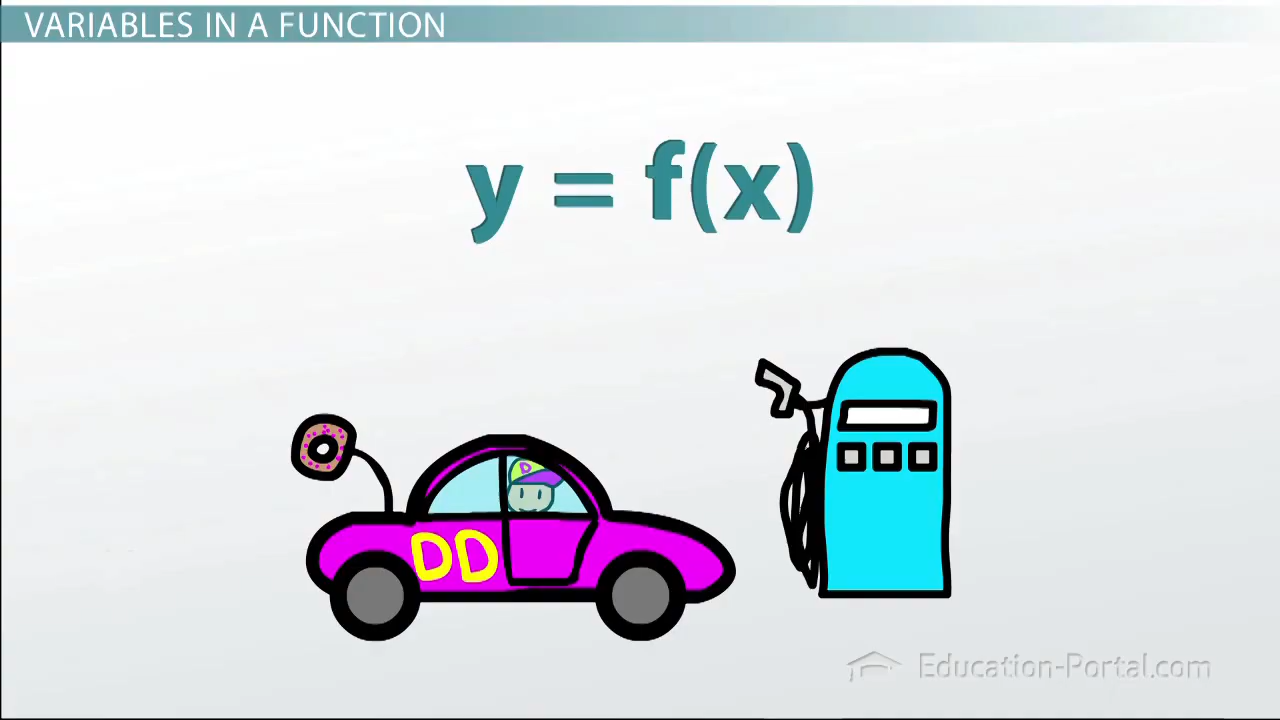 VARIABLES IN A FUNCTION
y = f(x)
D
DD
Education-Portal.com